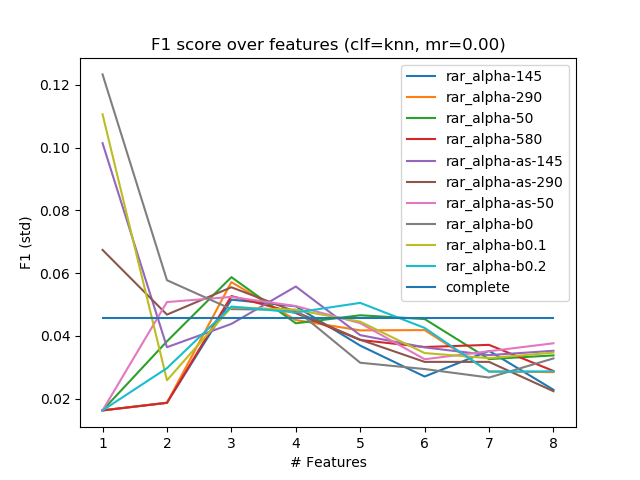 F1 score over features (clf=knn, mr=0.00)
0.12
0.10
0.08
0.06
0.04
0.02
F1 (std)
rar_alpha-145
rar_alpha-290
rar_alpha-50
rar_alpha-580
rar_alpha-as-145
rar_alpha-as-290
rar_alpha-as-50
rar_alpha-b0
rar_alpha-b0.1
rar_alpha-b0.2
complete
1 2 3 4 5 6 7 8
# Features